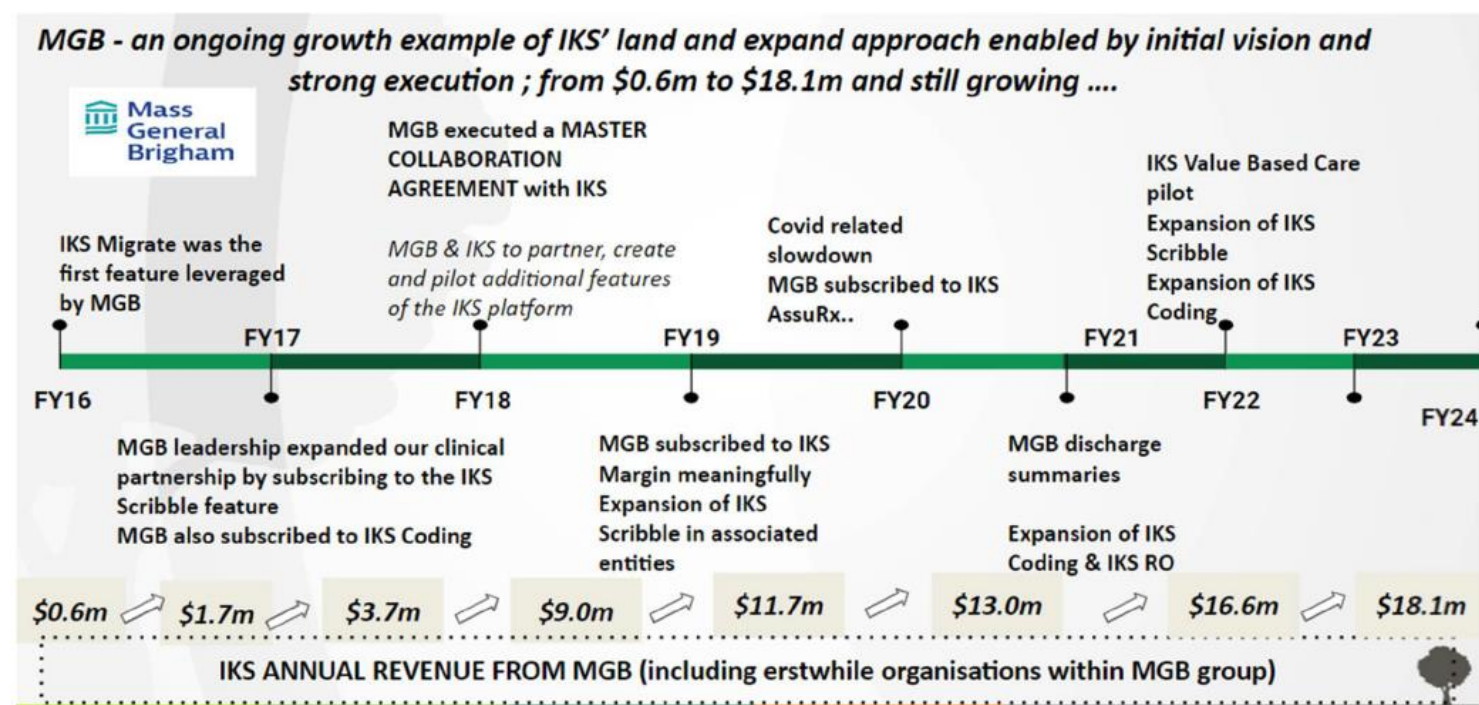 MGB - an ongoing growth example of IKS' land and expand approach enabled by initial vision and
strong execution ; from $0.6m to $18.1m and still growing ....
Mass
General
Brigham
IKS Migrate was the
first feature leveraged
by MGB
MGB executed a MASTER
COLLABORATION
AGREEMENT with IKS
MGB & IKS to partner, create
and pilot additional features
of the IKS platform
Covid related
slowdown
MGB subscribed to IKS
AssuRx..
IKS Value Based Care
pilot
Expansion of IKS
Scribble
Expansion of IKS
Coding
FY17
FY19
FY21
FY23
FY16
FY18
FY20
FY22
FY24
MGB leadership expanded our clinical
partnership by subscribing to the IKS
Scribble feature
MGB also subscribed to IKS Coding
MGB subscribed to IKS
Margin meaningfully
Expansion of IKS
Scribble in associated
entities
MGB discharge
summaries
Expansion of IKS
Coding & IKS RO
$0.6m
$1.7m
$3.7m
$9.0m
$11.7m
$13.0m
$16.6m
$18.1m
IKS ANNUAL REVENUE FROM MGB (including erstwhile organisations within MGB group)